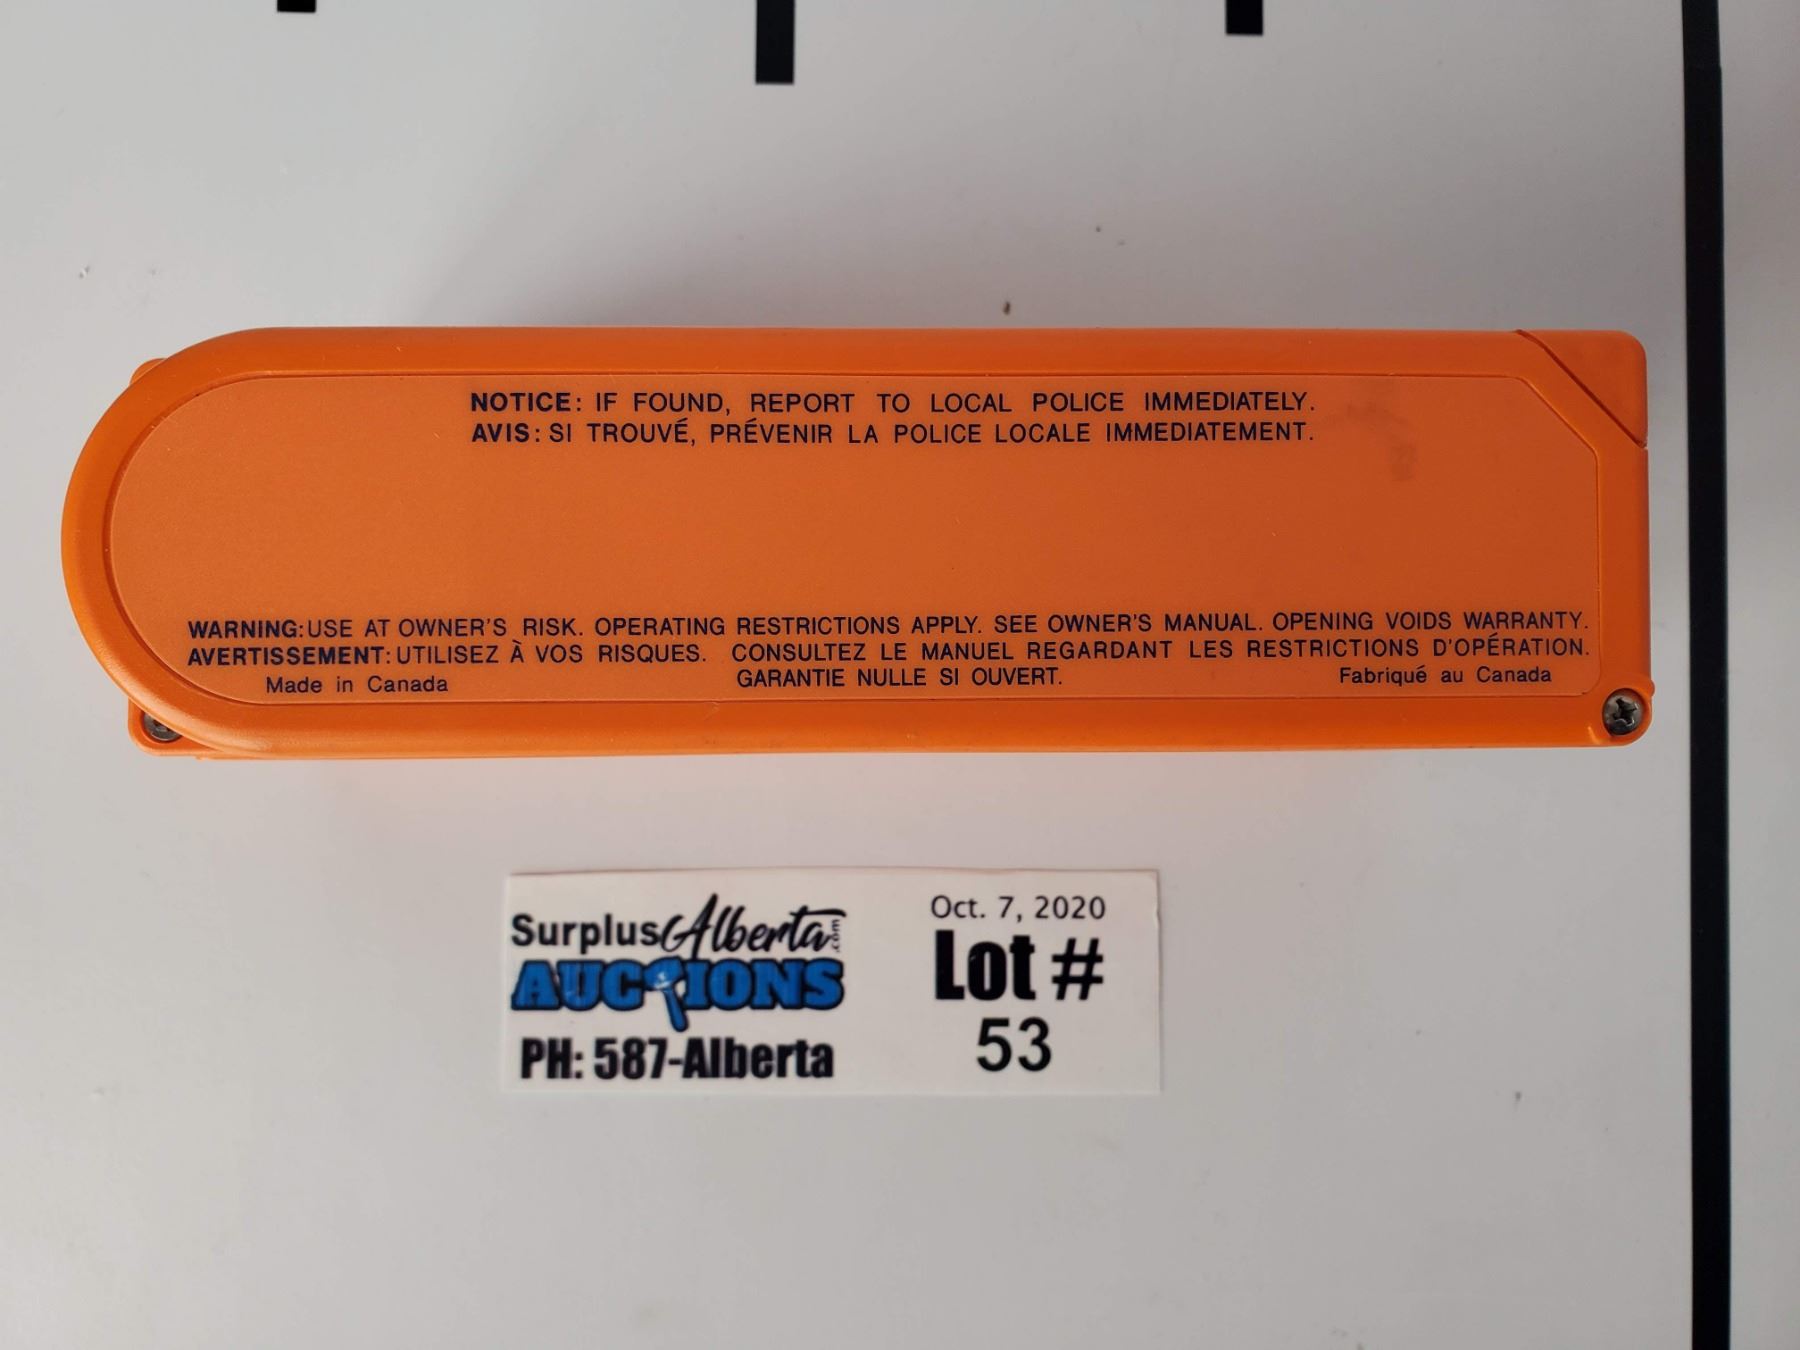 NOTICE: IF FOUND, REPORT TO LOCAL POLICE IMMEDIATELY.
AVIS: SI TROUVÉ, PRÉVENIR LA POLICE LOCALE IMMEDIATEMENT.
WARNING: USE AT OWNER'S RISK. OPERATING RESTRICTIONS APPLY. SEE OWNER'S MANUAL. OPENING VOIDS WARRANTY.
AVERTISSEMENT: UTILISEZ À VOS RISQUES. CONSULTEZ LE MANUEL REGARDANT LES RESTRICTIONS D'OPÉRATION.
Made in Canada GARANTIE NULLE SI OUVERT. Fabriqué au Canada
SurplusAlberta.com
AUCTIONS
PH: 587-Alberta
Oct. 7, 2020
Lot #
53